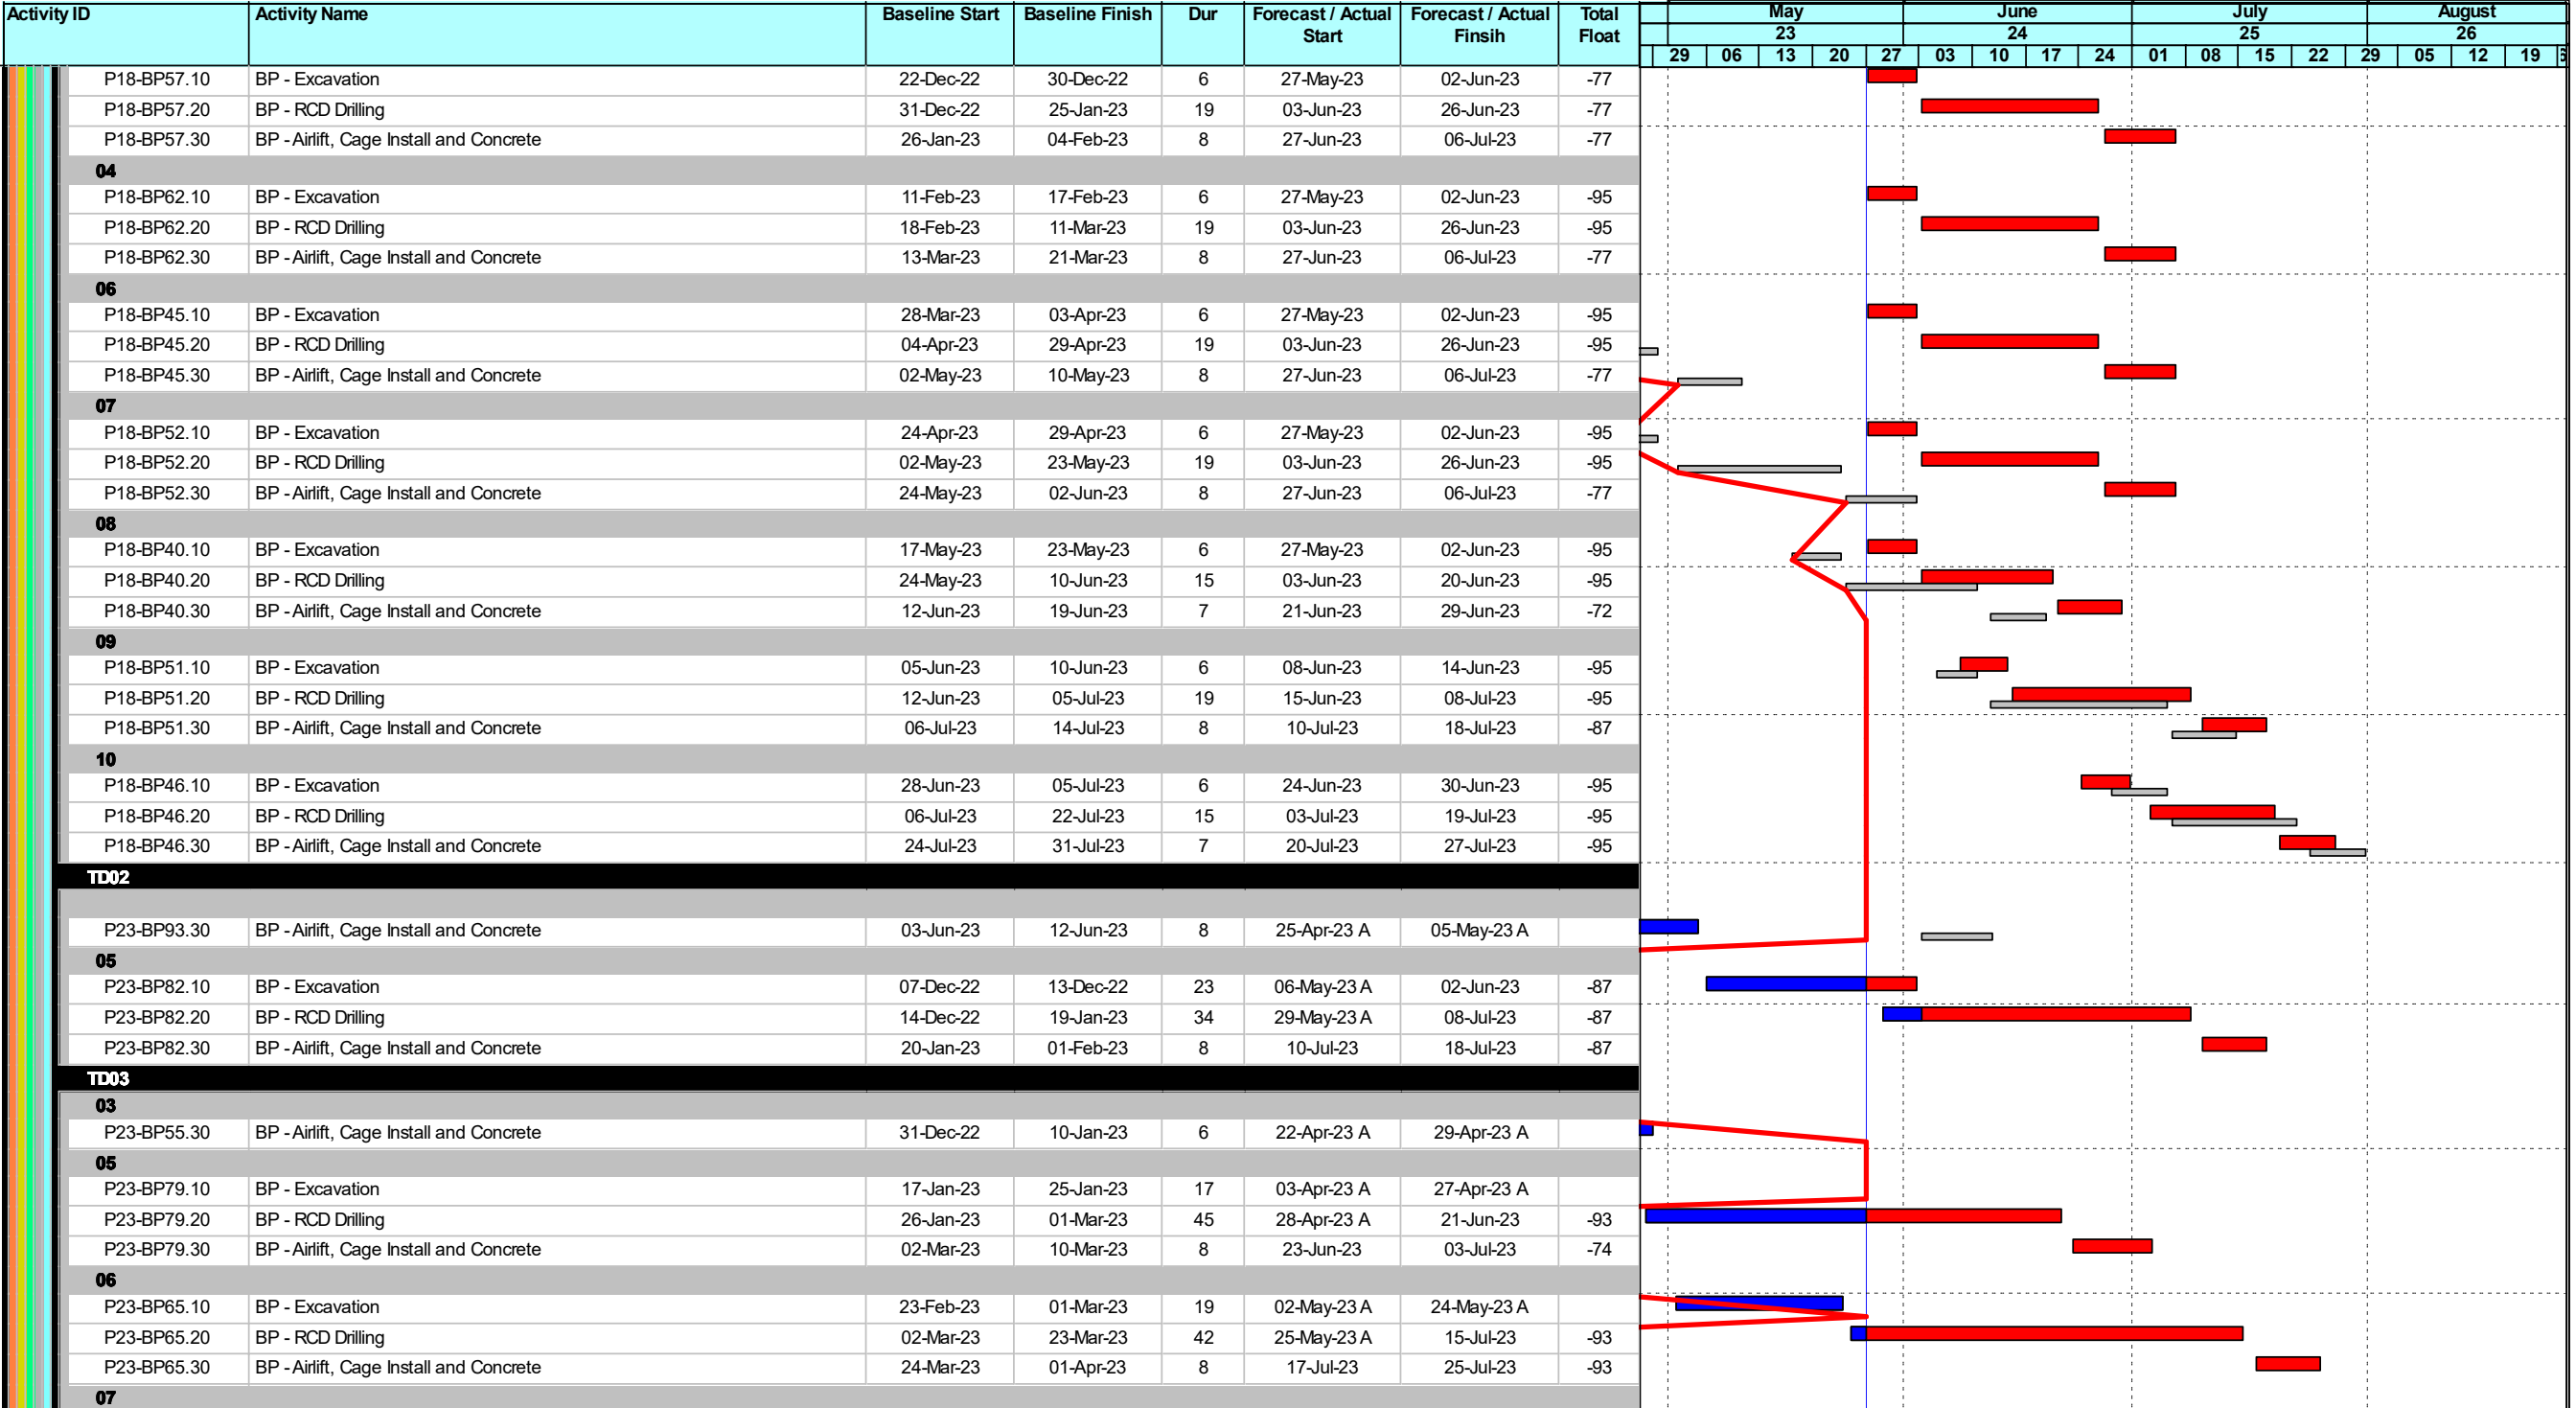 Activity ID Activity Name Baseline Start Baseline Finish Dur Forecast / Actual Start Forecast / Actual Finsih Total Float
May June July August
23 24 25 26
29 06 13 20 27 03 10 17 24 01 08 15 22 29 05 12 19
P18-BP57.10 BP - Excavation 22-Dec-22 30-Dec-22 6 27-May-23 02-Jun-23 -77
P18-BP57.20 BP - RCD Drilling 31-Dec-22 25-Jan-23 19 03-Jun-23 26-Jun-23 -77
P18-BP57.30 BP - Airlift, Cage Install and Concrete 26-Jan-23 04-Feb-23 8 27-Jun-23 06-Jul-23 -77
04
P18-BP62.10 BP - Excavation 11-Feb-23 17-Feb-23 6 27-May-23 02-Jun-23 -95
P18-BP62.20 BP - RCD Drilling 18-Feb-23 11-Mar-23 19 03-Jun-23 26-Jun-23 -95
P18-BP62.30 BP - Airlift, Cage Install and Concrete 13-Mar-23 21-Mar-23 8 27-Jun-23 06-Jul-23 -77
06
P18-BP45.10 BP - Excavation 28-Mar-23 03-Apr-23 6 27-May-23 02-Jun-23 -95
P18-BP45.20 BP - RCD Drilling 04-Apr-23 29-Apr-23 19 03-Jun-23 26-Jun-23 -95
P18-BP45.30 BP - Airlift, Cage Install and Concrete 02-May-23 10-May-23 8 27-Jun-23 06-Jul-23 -77
07
P18-BP52.10 BP - Excavation 24-Apr-23 29-Apr-23 6 27-May-23 02-Jun-23 -95
P18-BP52.20 BP - RCD Drilling 02-May-23 23-May-23 19 03-Jun-23 26-Jun-23 -95
P18-BP52.30 BP - Airlift, Cage Install and Concrete 24-May-23 02-Jun-23 8 27-Jun-23 06-Jul-23 -77
08
P18-BP40.10 BP - Excavation 17-May-23 23-May-23 6 27-May-23 02-Jun-23 -95
P18-BP40.20 BP - RCD Drilling 24-May-23 10-Jun-23 15 03-Jun-23 20-Jun-23 -95
P18-BP40.30 BP - Airlift, Cage Install and Concrete 12-Jun-23 19-Jun-23 7 21-Jun-23 29-Jun-23 -72
09
P18-BP51.10 BP - Excavation 05-Jun-23 10-Jun-23 6 08-Jun-23 14-Jun-23 -95
P18-BP51.20 BP - RCD Drilling 12-Jun-23 05-Jul-23 19 15-Jun-23 08-Jul-23 -95
P18-BP51.30 BP - Airlift, Cage Install and Concrete 06-Jul-23 14-Jul-23 8 10-Jul-23 18-Jul-23 -87
10
P18-BP46.10 BP - Excavation 28-Jun-23 05-Jul-23 6 24-Jun-23 30-Jun-23 -95
P18-BP46.20 BP - RCD Drilling 06-Jul-23 22-Jul-23 15 03-Jul-23 19-Jul-23 -95
P18-BP46.30 BP - Airlift, Cage Install and Concrete 24-Jul-23 31-Jul-23 7 20-Jul-23 27-Jul-23 -95
TD02
P23-BP93.30 BP - Airlift, Cage Install and Concrete 03-Jun-23 12-Jun-23 8 25-Apr-23 A 05-May-23 A
05
P23-BP82.10 BP - Excavation 07-Dec-22 13-Dec-22 23 06-May-23 A 02-Jun-23 -87
P23-BP82.20 BP - RCD Drilling 14-Dec-22 19-Jan-23 34 29-May-23 A 08-Jul-23 -87
P23-BP82.30 BP - Airlift, Cage Install and Concrete 20-Jan-23 01-Feb-23 8 10-Jul-23 18-Jul-23 -87
TD03
03
P23-BP55.30 BP - Airlift, Cage Install and Concrete 31-Dec-22 10-Jan-23 6 22-Apr-23 A 29-Apr-23 A
05
P23-BP79.10 BP - Excavation 17-Jan-23 25-Jan-23 17 03-Apr-23 A 27-Apr-23 A
P23-BP79.20 BP - RCD Drilling 26-Jan-23 01-Mar-23 45 28-Apr-23 A 21-Jun-23 -93
P23-BP79.30 BP - Airlift, Cage Install and Concrete 02-Mar-23 10-Mar-23 8 23-Jun-23 03-Jul-23 -74
06
P23-BP65.10 BP - Excavation 23-Feb-23 01-Mar-23 19 02-May-23 A 24-May-23 A
P23-BP65.20 BP - RCD Drilling 02-Mar-23 23-Mar-23 42 25-May-23 A 15-Jul-23 -93
P23-BP65.30 BP - Airlift, Cage Install and Concrete 24-Mar-23 01-Apr-23 8 17-Jul-23 25-Jul-23 -93
07